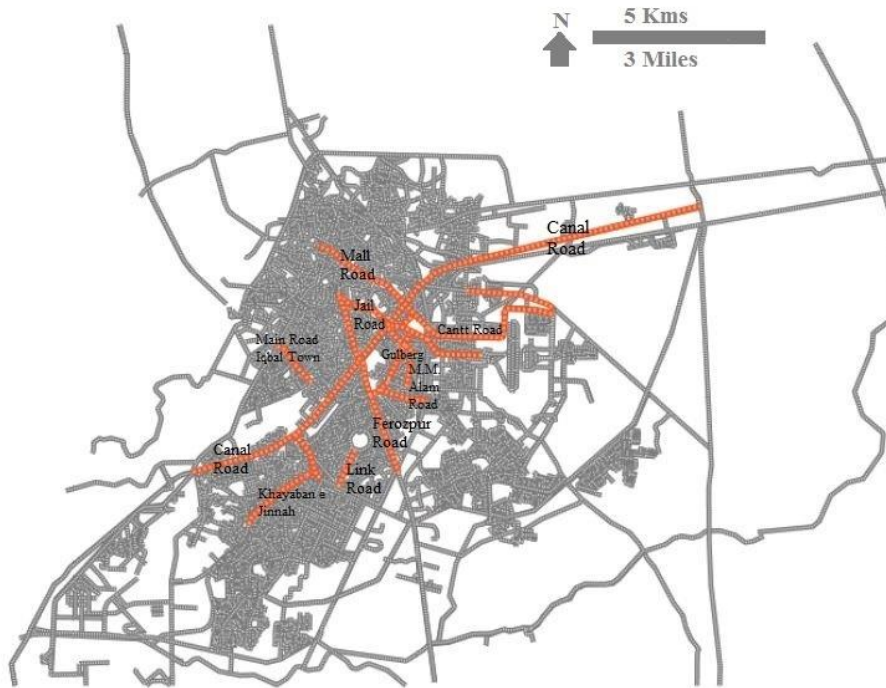 5 Kms
N
3 Miles
Canal
Road
Mall
Road
Jail
Road
Cantt Road
Main Road
Iqbal Town
Gulberg
M.M.
Alam
Road
Ferozpur
Road
Canal
Road
Link
Road
Khayaban e
Jinnah